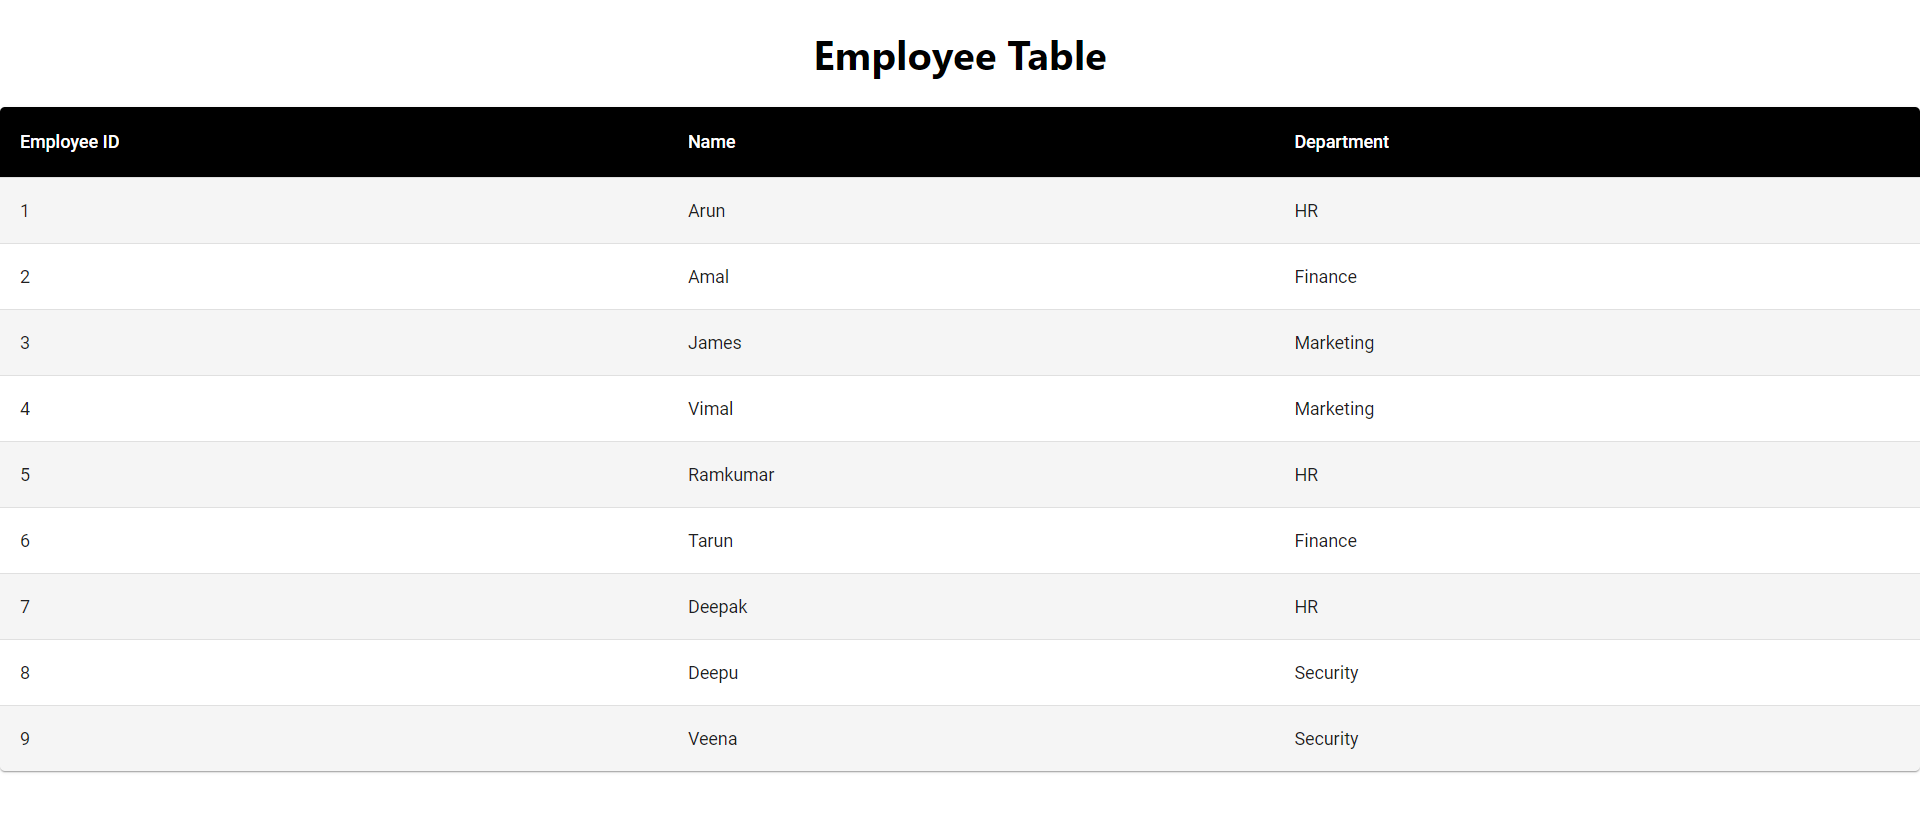 Employee Table
Employee ID Name Department
1 Arun HR
2 Amal Finance
3 James Marketing
4 Vimal Marketing
5 Ramkumar HR
6 Tarun Finance
7 Deepak HR
8 Deepu Security
9 Veena Security